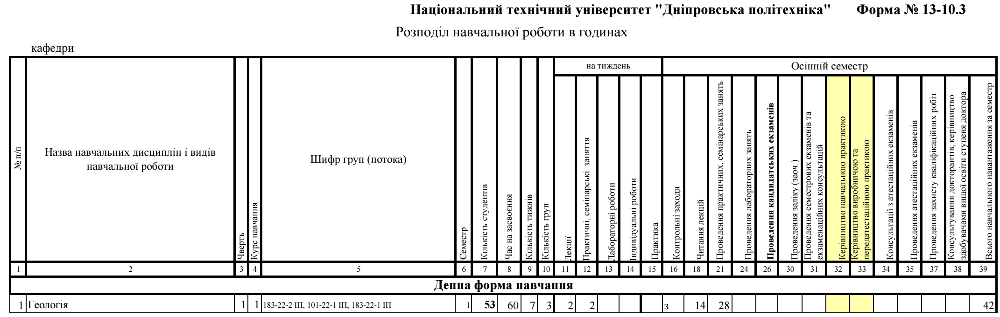 Національний технічний університет "Дніпровська політехніка" Форма № 13-10.3
Розподіл навчальної роботи в годинах
кафедри
№ п/п
Назва навчальних дисциплін і видів
навчальної роботи
Чверть
Курс навчання
Шифр груп (потока)
Семестр
Кількість студентів
Час на засвоєння
Кількість тижнів
Кількість груп
на тиждень
Лекції
Практичні, семінарські заняття
Лабораторні роботи
Індивідуальні роботи
Практика
Осінній семестр
Контрольні заходи
Читання лекцій
Проведення практичних, семінарських занять
Проведення лабораторних занять
Проведення кандидатських екзаменів
Проведення заліку (заоч.)
Проведення семестрових екзаменів та
екзаменаційних консультацій
Керівництво навчальною практикою
Керівництво виробничою та
передатестаційною практикою
Консультації з атестаційних екзаменів
Проведення атестаційних екзаменів
Проведення захисту кваліфікаційних робіт
Консультування докторантів, керівництво
здобувачами вищої освіти ступеня доктора
Всього навчального навантаження за семестр
1 2 3 4 5 6 7 8 9 10 11 12 13 14 15 16 18 21 24 26 30 31 32 33 34 35 37 38 39
Денна форма навчання
1 Геологія 1 1 183-22-2 ІП, 101-22-1 ІП, 183-22-1 ІП 1 53 60 7 3 2 2 з 14 28 42